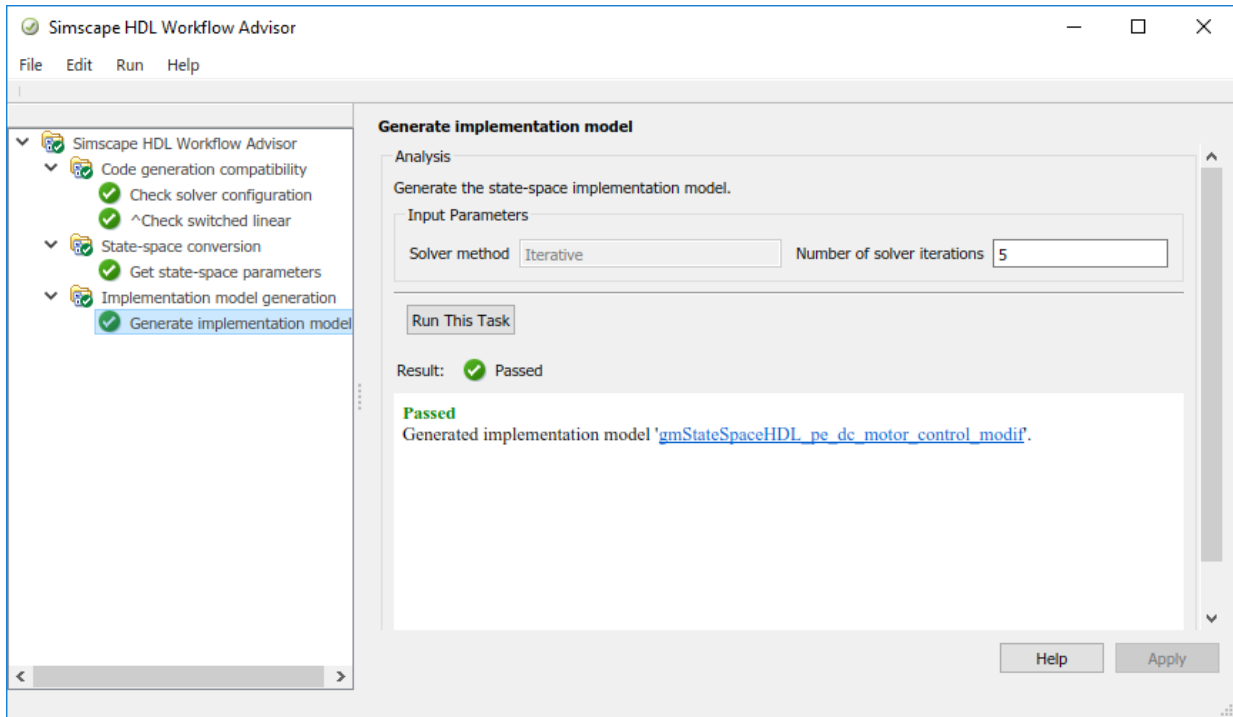 Simscape HDL Workflow Advisor
File Edit Run Help
Simscape HDL Workflow Advisor
Code generation compatibility
Check solver configuration
^Check switched linear
State-space conversion
Get state-space parameters
Implementation model generation
Generate implementation model
Generate implementation model
Analysis
Generate the state-space implementation model.
Input Parameters
Solver method Iterative Number of solver iterations 5
Run This Task
Result: Passed
Passed
Generated implementation model 'gmStateSpaceHDL_pe_dc_motor_control_modif'.
Help Apply